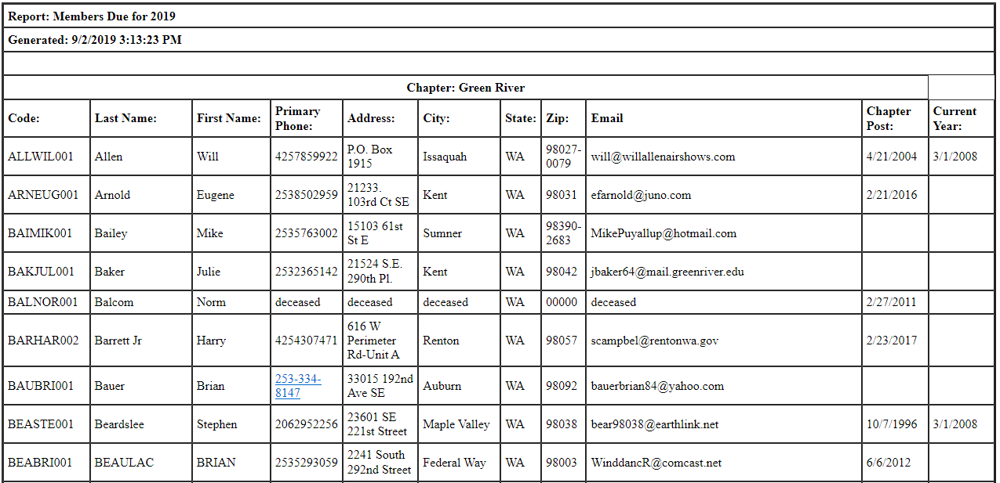 Report: Members Due for 2019
Generated: 9/2/2019 3:13:23 PM
Chapter: Green River
Code: Last Name: First Name: Primary Phone: Address: City: State: Zip: Email Chapter Post: Current Year:
ALLWIL001 Allen Will 4257859922 P.O. Box 1915 Issaquah WA 98027-0079 will@willallenairshows.com 4/21/2004 3/1/2008
ARNEUG001 Arnold Eugene 2538502959 21233. 103rd Ct SE Kent WA 98031 efarnold@juno.com 2/21/2016
BAIMIK001 Bailey Mike 2535763002 15103 61st St E Sumner WA 98390-2683 MikePuyallup@hotmail.com
BAKJUL001 Baker Julie 2532365142 21524 S.E. 290th Pl. Kent WA 98042 jbaker64@mail.greenriver.edu
BALNOR001 Balcom Norm deceased deceased deceased WA 00000 deceased 2/27/2011
BARHAR002 Barrett Jr Harry 4254307471 616 W Perimeter Rd-Unit A Renton WA 98057 scampbel@rentonwa.gov 2/23/2017
BAUBRI001 Bauer Brian 253-334-8147 33015 192nd Ave SE Auburn WA 98092 bauerbrian84@yahoo.com
BEASTE001 Beardslee Stephen 2062952256 23601 SE 221st Street Maple Valley WA 98038 bear98038@earthlink.net 10/7/1996 3/1/2008
BEABRI001 BEAULAC BRIAN 2535293059 2241 South 292nd Street Federal Way WA 98003 WinddancR@comcast.net 6/6/2012